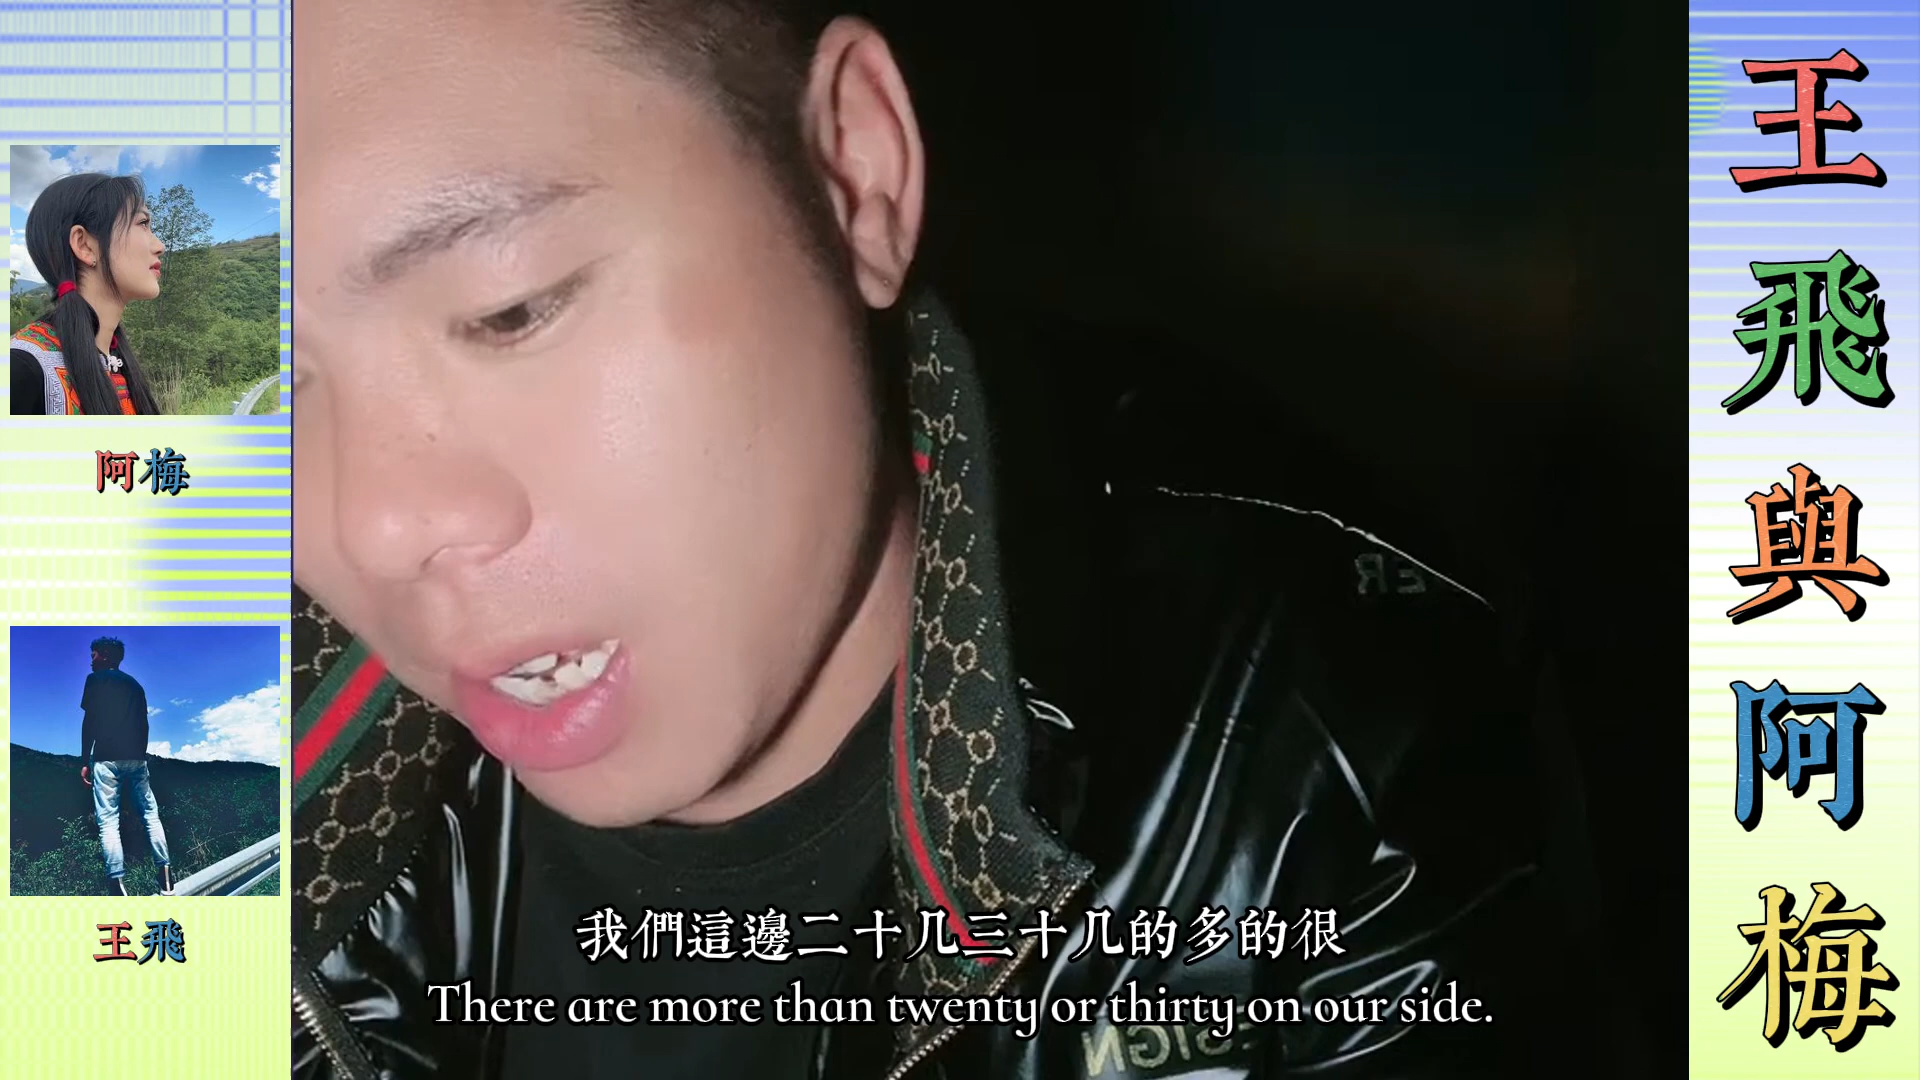 阿梅
王飛
王飛與阿梅
我們這邊二十几三十几的多的很
There are more than twenty or thirty on our side.